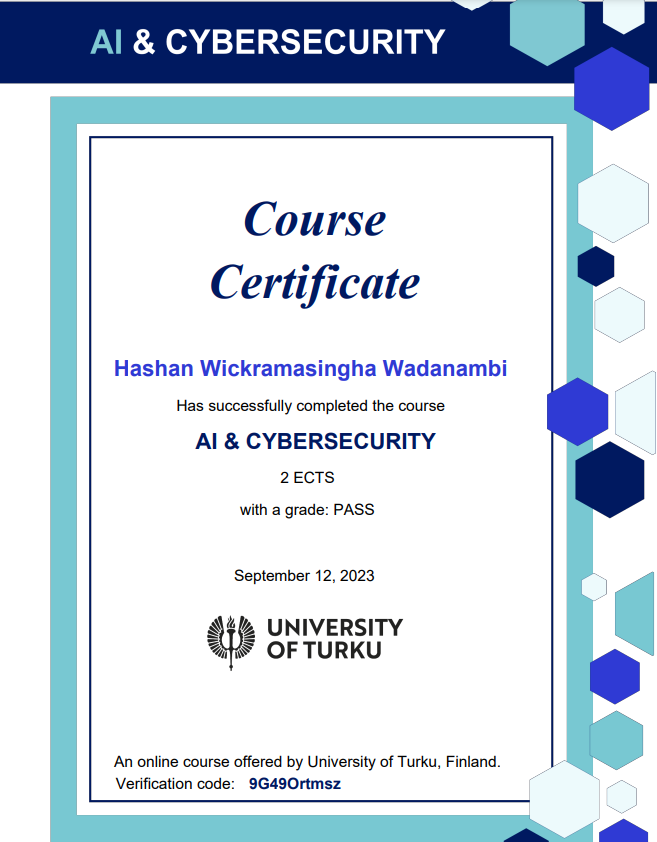 AI & CYBERSECURITY
Course
Certificate
Hashan Wickramasingha Wadanambi
Has successfully completed the course
AI & CYBERSECURITY
2 ECTS
with a grade: PASS
September 12, 2023
UNIVERSITY
OF TURKU
An online course offered by University of Turku, Finland.
Verification code: 9G49Ortmsz